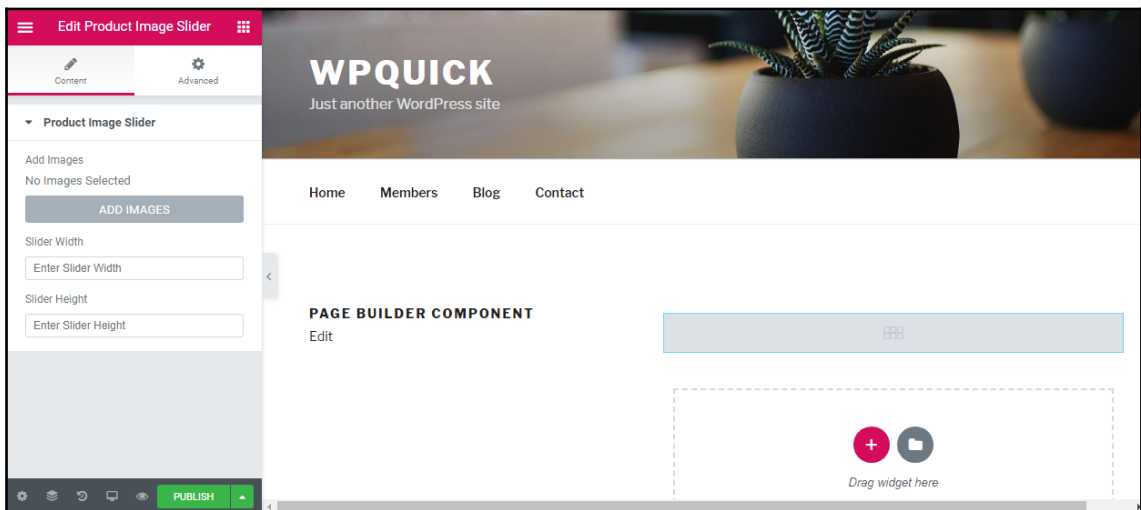 Edit Product Image Slider
Content Advanced
Product Image Slider
Add Images
No Images Selected
ADD IMAGES
Slider Width
Enter Slider Width
Slider Height
Enter Slider Height
PUBLISH
WPQUICK
Just another WordPress site
Home Members Blog Contact
PAGE BUILDER COMPONENT
Edit
Drag widget here